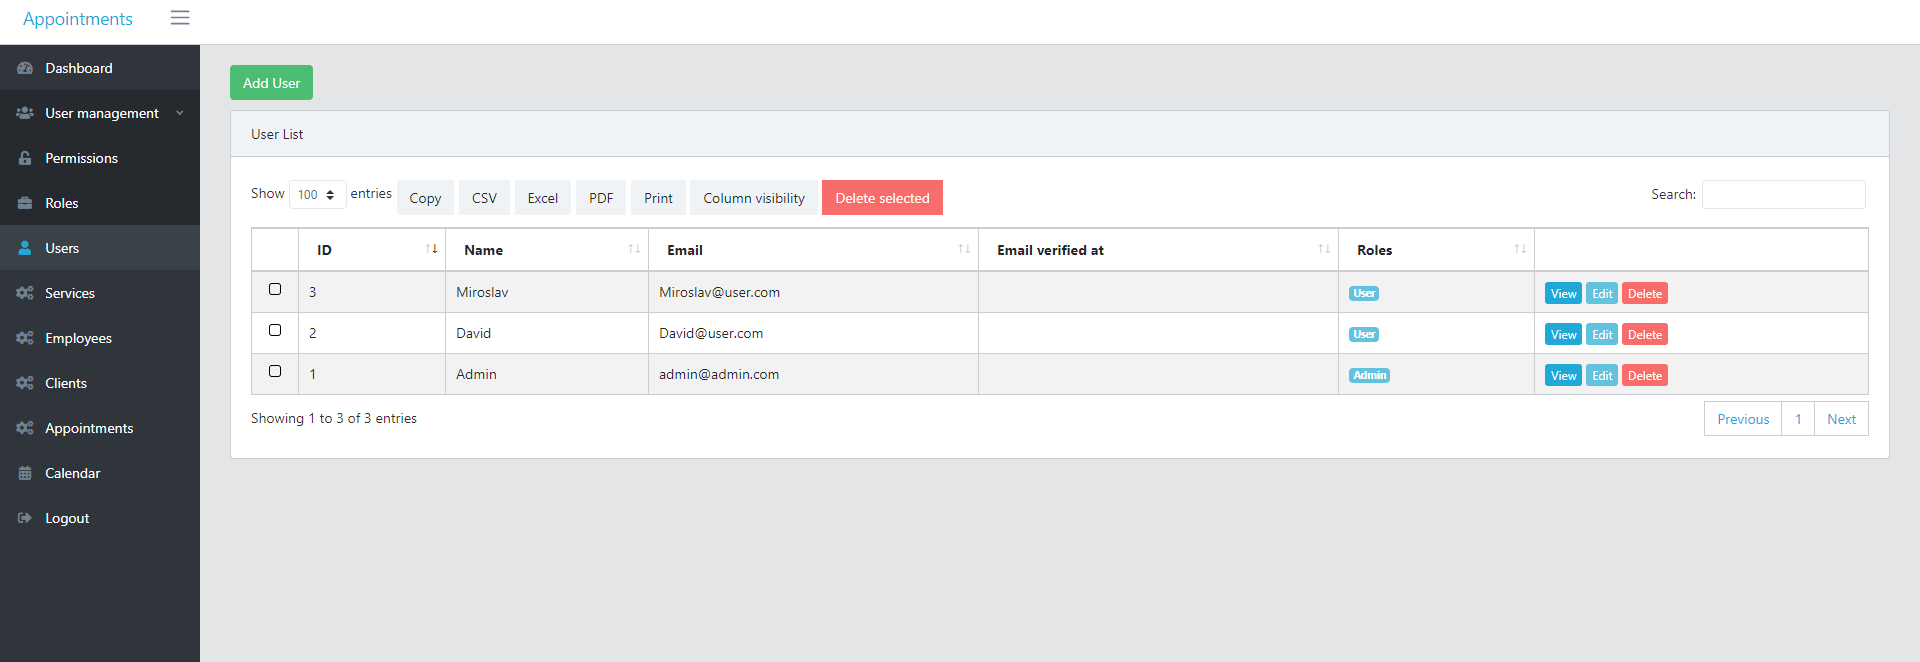 Appointments
Dashboard
User management
Permissions
Roles
Users
Services
Employees
Clients
Appointments
Calendar
Logout
Add User
User List
Show 100 entries Copy CSV Excel PDF Print Column visibility Delete selected Search:
ID Name Email Email verified at Roles
3 Miroslav Miroslav@user.com User View Edit Delete
2 David David@user.com User View Edit Delete
1 Admin admin@admin.com Admin View Edit Delete
Showing 1 to 3 of 3 entries Previous 1 Next